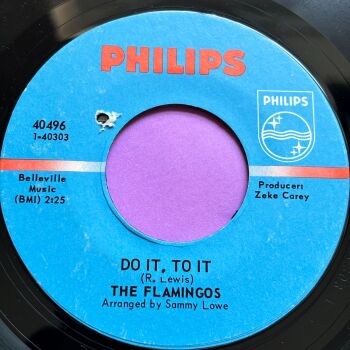 PHILIPS
40496
1-40303
PHILIPS
Belleville
Music
(BMI) 2:25
Producer:
Zeke Carey
DO IT, TO IT
(R. Lewis)
THE FLAMINGOS
Arranged by Sammy Lowe